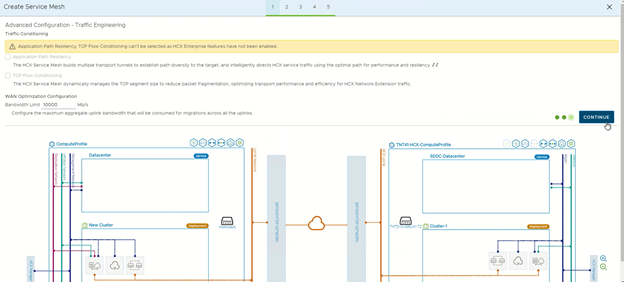 Create Service Mesh
1 2 3 4 5
Advanced Configuration - Traffic Engineering
Traffic Conditioning
Application Path Resiliency, TCP Flow Conditioning can't be selected as HCX Enterprise features have not been enabled.
Application Path Resiliency
The HCX Service Mesh builds multiple transport tunnels to establish path diversity to the target, and intelligently directs HCX service traffic using the optimal path for performance and resiliency.
TCP Flow Conditioning
The HCX Service Mesh dynamically manages the TCP segment size to reduce packet fragmentation, optimizing transport performance and efficiency for HCX Network Extension traffic.
WAN Optimization Configuration
Bandwidth Limit 10000 Mb/s
Configure the maximum aggregate uplink bandwidth that will be consumed for migrations across all the uplinks.
CONTINUE
ComputeProfile
TNT41-HCX-ComputeProfile
Datacenter
Service
SDDC-Datacenter
Service
New Cluster
Deployment
Cluster-1
Deployment